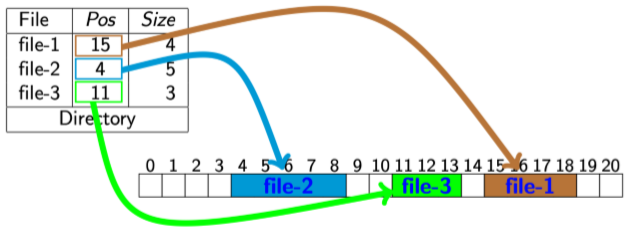 File Pos Size
file-1 15 4
file-2 4 5
file-3 11 3
Directory
0 1 2 3 4 5 6 7 8 9 10 11 12 13 14 15 16 17 18 19 20
file-2 file-3 file-1